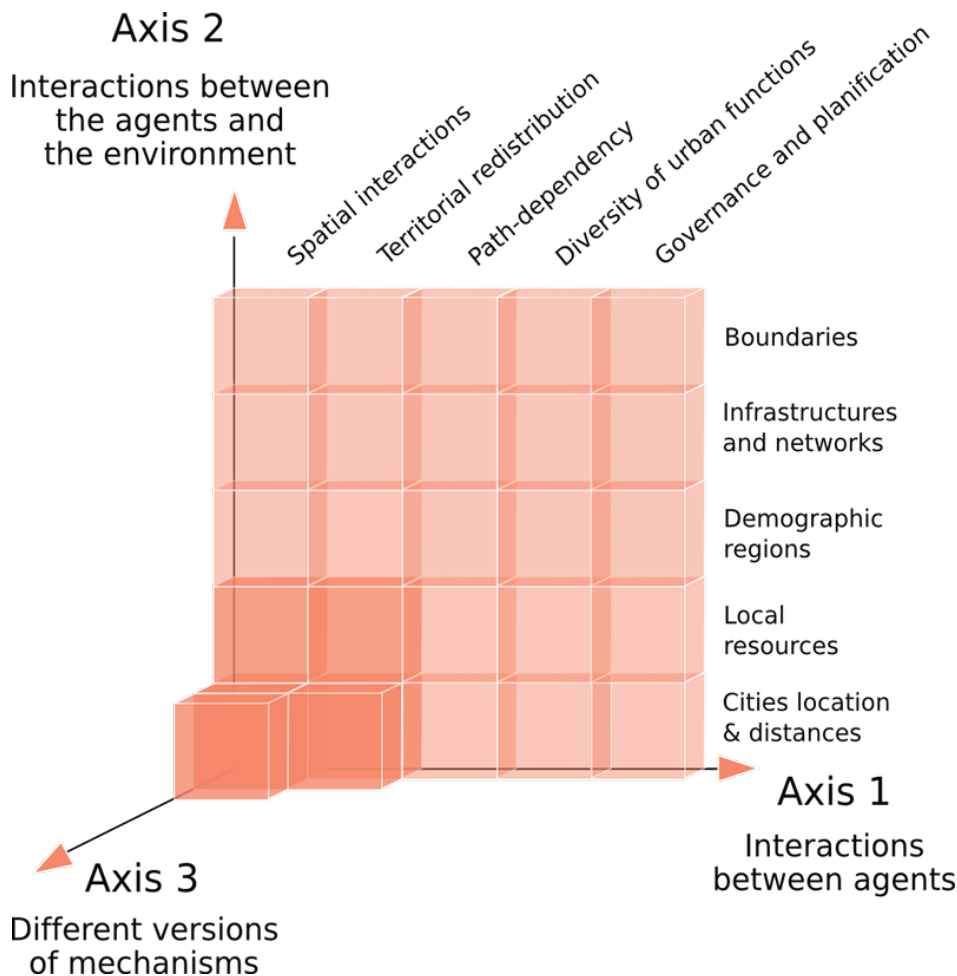 Axis 2
Interactions between
the agents and
the environment
Spatial interactions
Territorial redistribution
Path-dependency
Diversity of urban functions
Governance and planification
Boundaries
Infrastructures
and networks
Demographic
regions
Local
resources
Cities location
& distances
Axis 1
Interactions
between agents
Axis 3
Different versions
of mechanisms